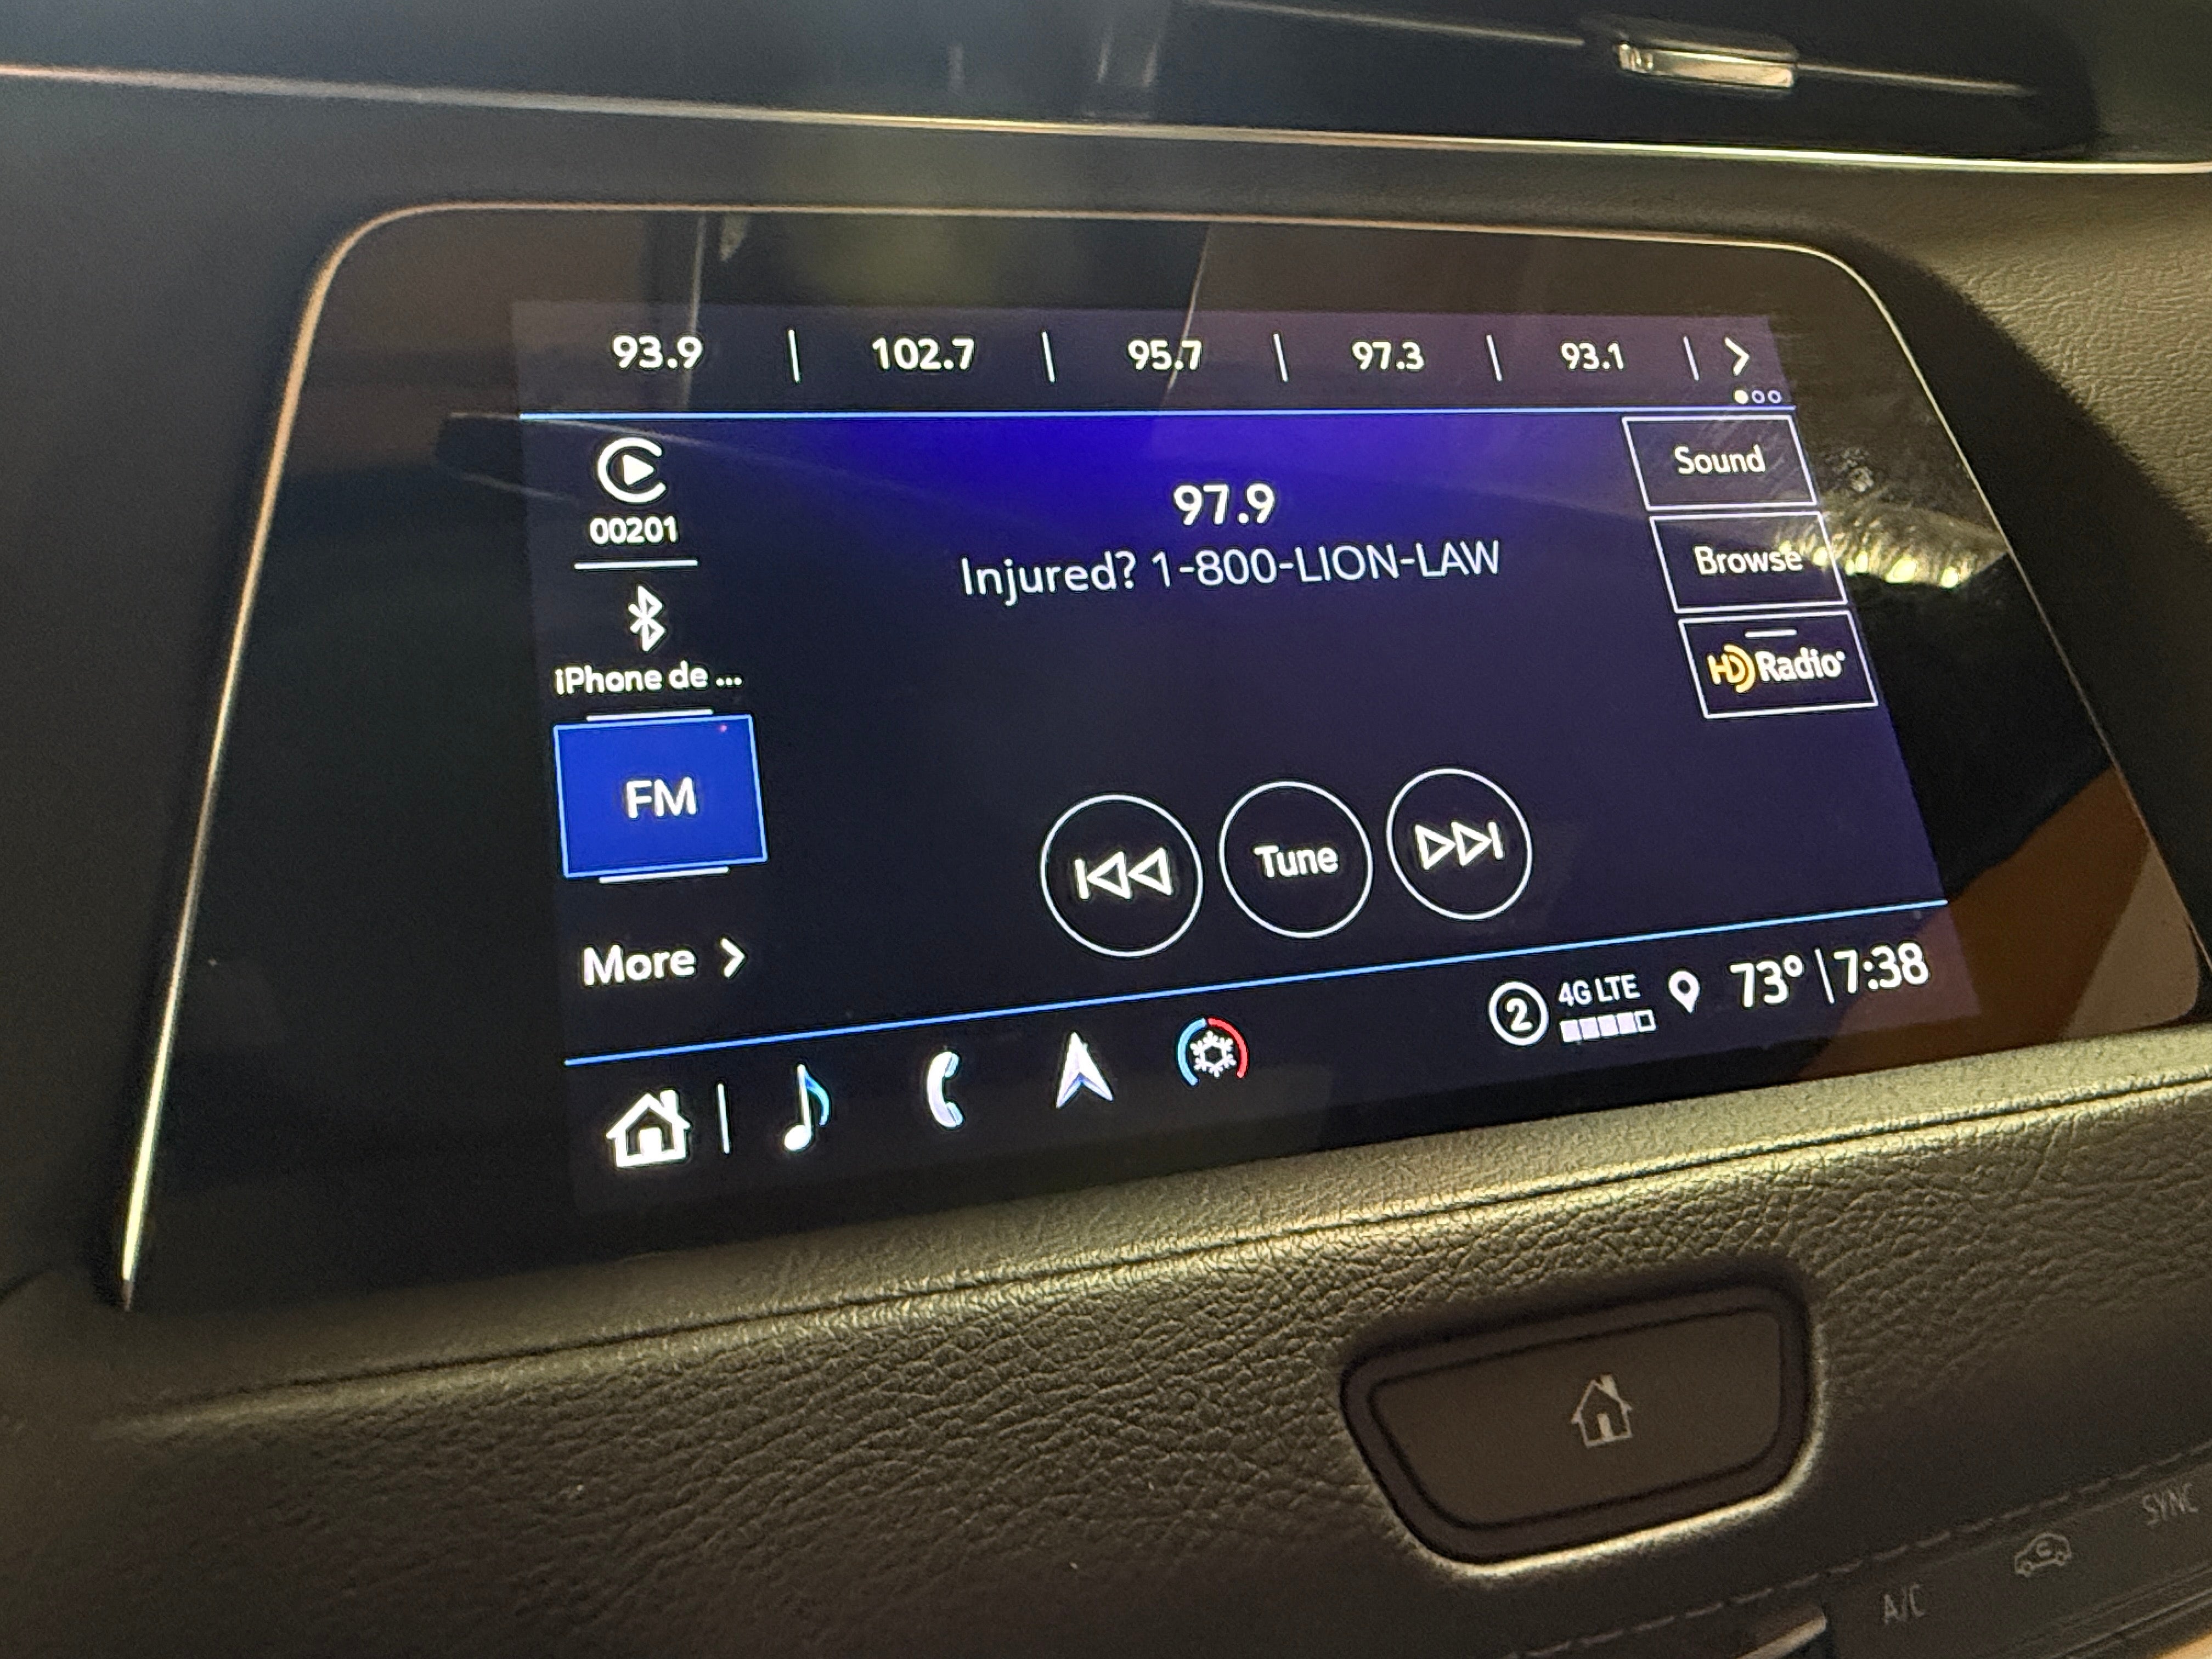 93.9 | 102.7 | 95.7 | 97.3 | 93.1 |
00201
iPhone de ...
FM
More
97.9
Injured? 1-800-LION-LAW
Tune
Sound
Browse
HD Radio
2 4G LTE 73° | 7:38
A/C
SYNC